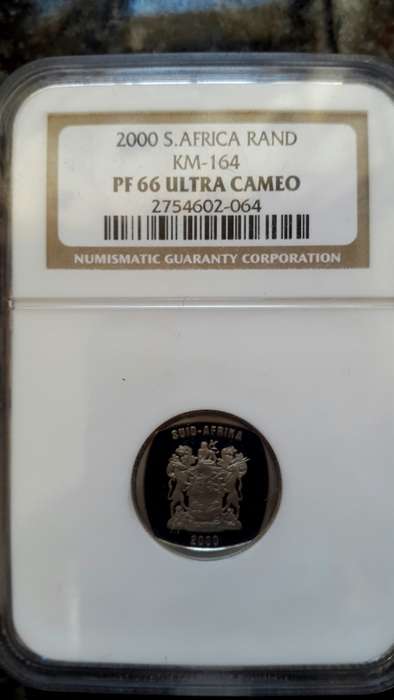 2000 S.AFRICA RAND
KM-164
PF 66 ULTRA CAMEO
2754602-064
NUMISMATIC GUARANTY CORPORATION
SUID-AFRIKA
2000